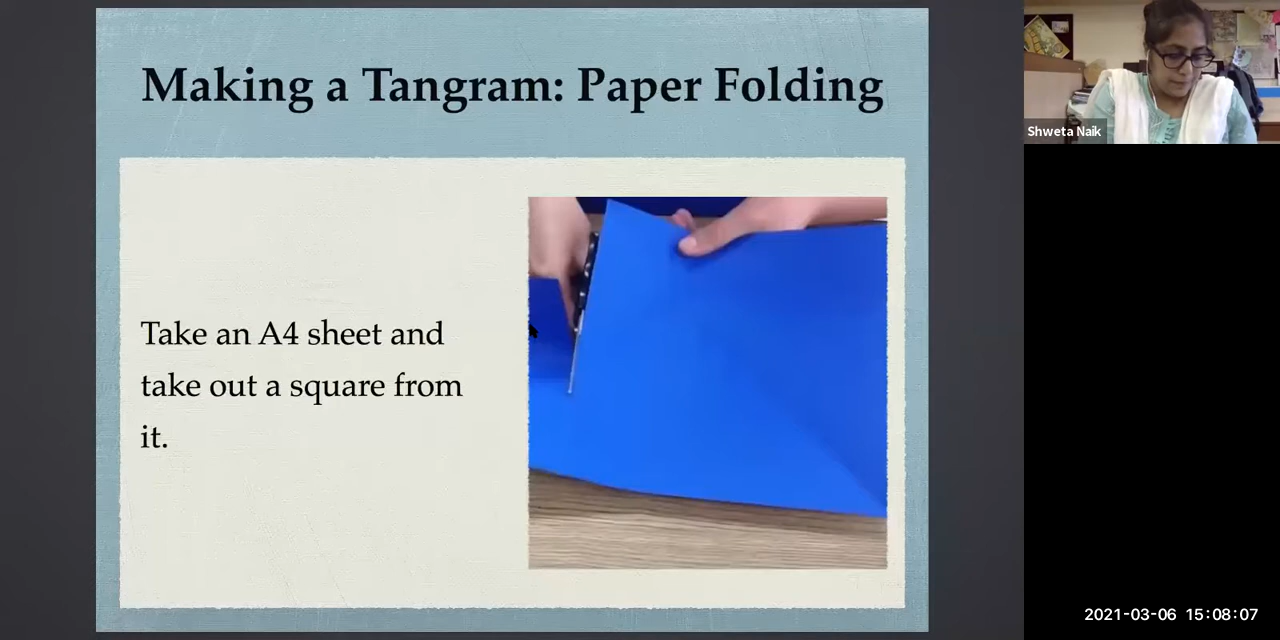 Making a Tangram: Paper Folding
Take an A4 sheet and
take out a square from
it.
Shweta Naik
2021-03-06 15:08:07